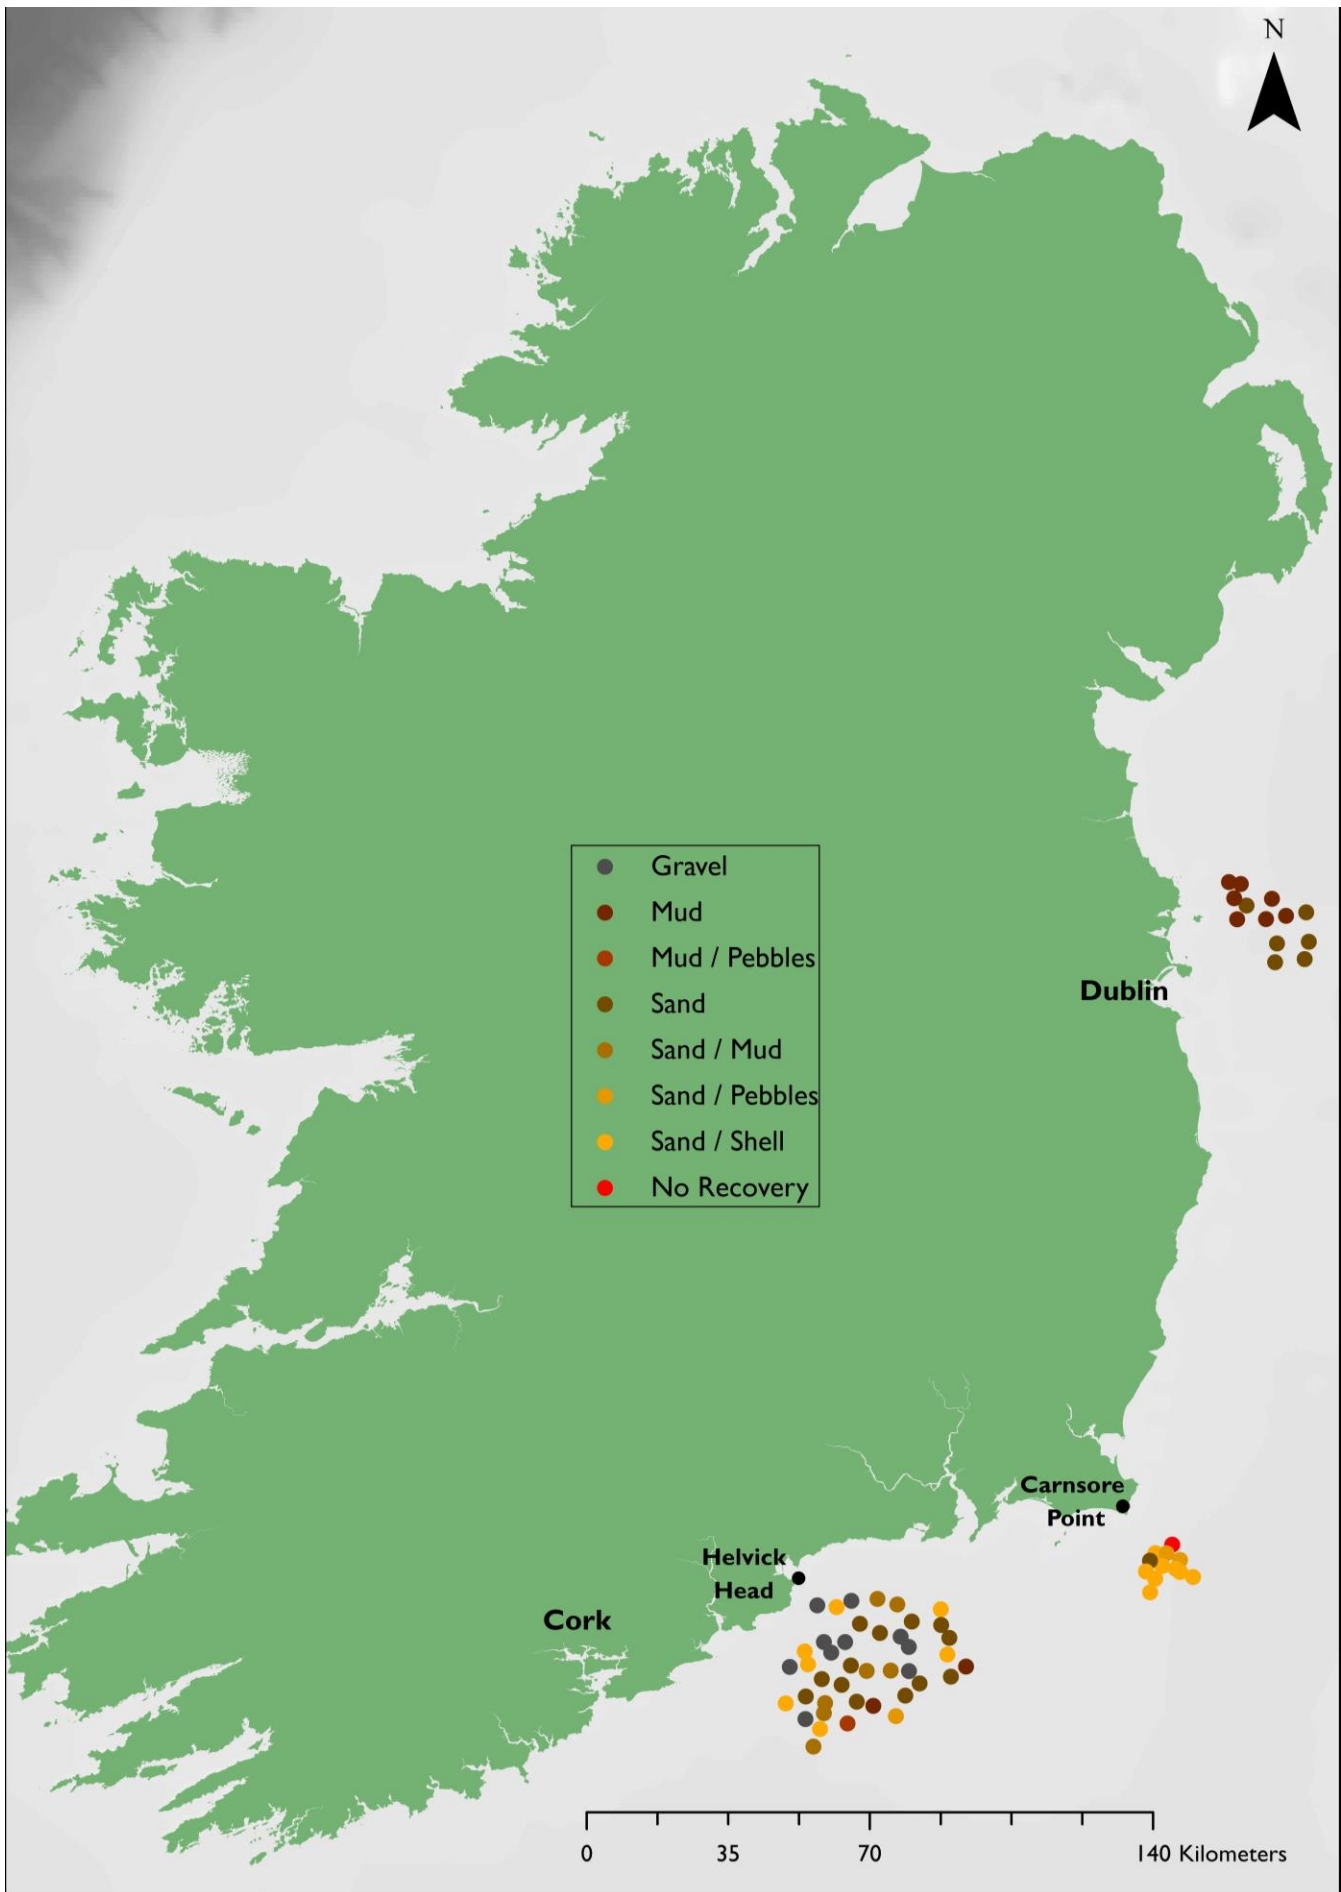 N
Gravel
Mud
Mud / Pebbles
Sand
Sand / Mud
Sand / Pebbles
Sand / Shell
No Recovery
Dublin
Carnsore
Point
Helvick
Head
Cork
0 35 70 140 Kilometers